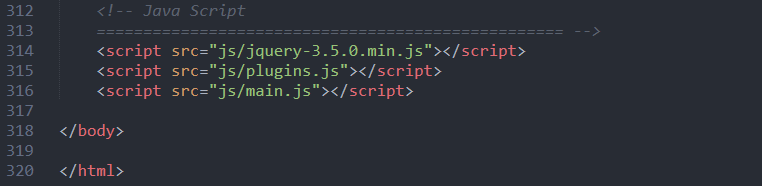 312 <!-- Java Script
313 ================================================== -->
314 <script src="js/jquery-3.5.0.min.js"></script>
315 <script src="js/plugins.js"></script>
316 <script src="js/main.js"></script>
317
318 </body>
319
320 </html>